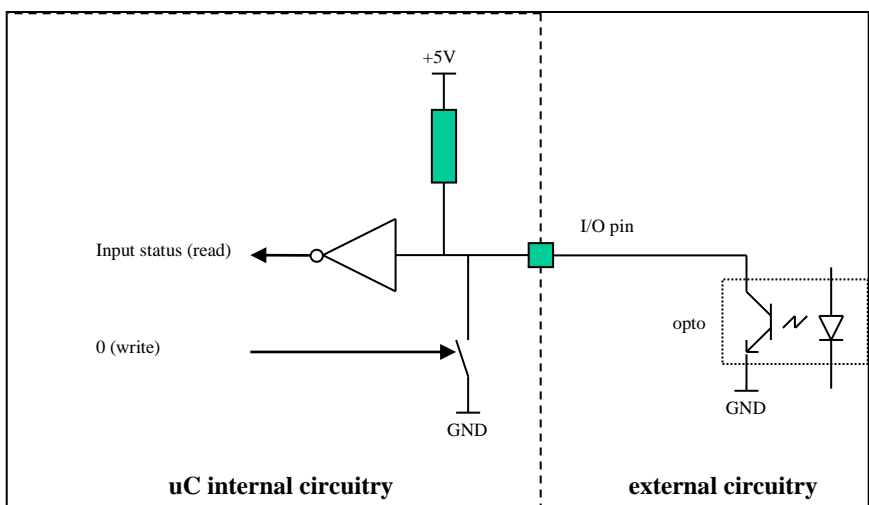 +5V
I/O pin
Input status (read)
opto
0 (write)
GND
GND
uC internal circuitry
external circuitry